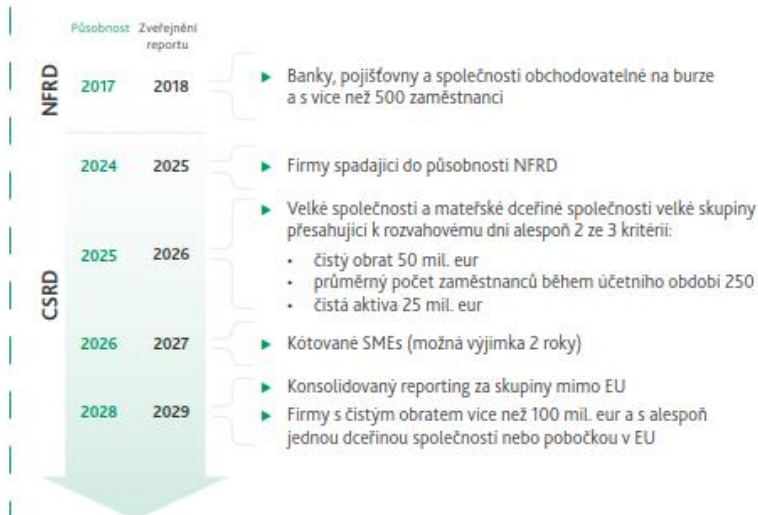 Působnost Zveřejnění
reportu
NFRD
2017 2018
► Banky, pojišťovny a společnosti obchodovatelné na burze
a s více než 500 zaměstnanci
CSRD
2024 2025
► Firmy spadající do působnosti NFRD
2025 2026
► Velké společnosti a mateřské dceřiné společnosti velké skupiny
přesahující k rozvahovému dni alespoň 2 ze 3 kritérií:
• čistý obrat 50 mil. eur
• průměrný počet zaměstnanců během účetního období 250
• čistá aktiva 25 mil. eur
2026 2027
► Kótované SMEs (možná výjimka 2 roky)
2028 2029
► Konsolidovaný reporting za skupiny mimo EU
► Firmy s čistým obratem více než 100 mil. eur a s alespoň
jednou dceřinou společností nebo pobočkou v EU